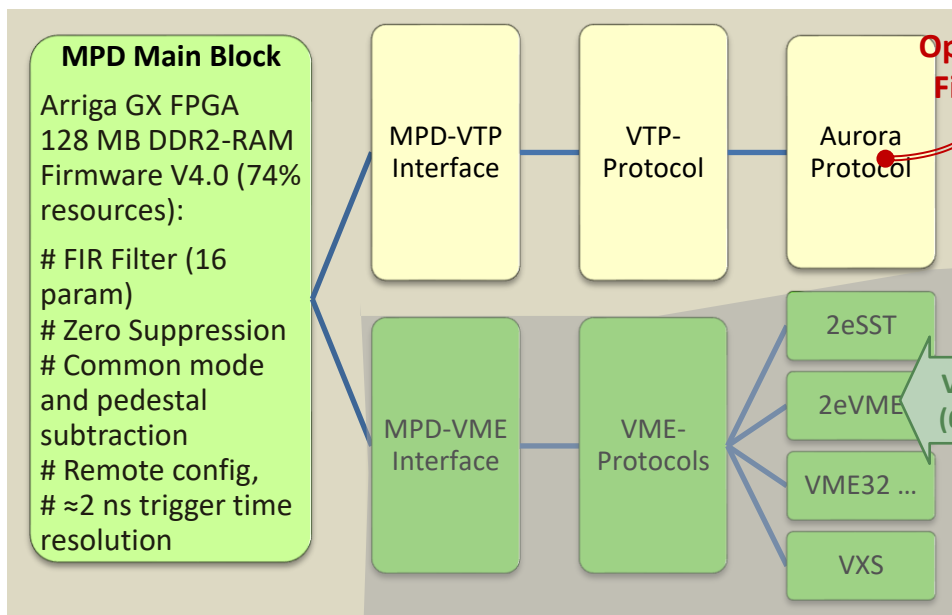 MPD Main Block
Arriga GX FPGA
128 MB DDR2-RAM
Firmware V4.0 (74%
resources):
# FIR Filter (16
param)
# Zero Suppression
# Common mode
and pedestal
subtraction
# Remote config,
# ≈2 ns trigger time
resolution
MPD-VTP
Interface
VTP-
Protocol
Aurora
Protocol
MPD-VME
Interface
VME-
Protocols
2eSST
2eVME
VME32 ...
VXS